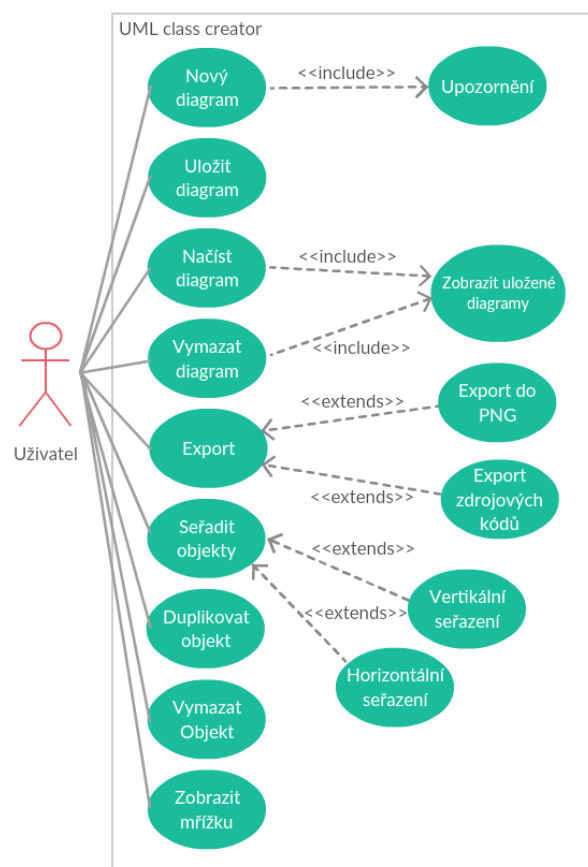 UML class creator
Nový
diagram
<<include>>
Upozornění
Uložit
diagram
Načíst
diagram
<<include>>
Zobrazit uložené
diagramy
Vymazat
diagram
<<include>>
Uživatel
Export
<<extends>>
Export do
PNG
<<extends>>
Export
zdrojových
kódů
Seřadit
objekty
<<extends>>
Vertikální
seřazení
<<extends>>
Horizontální
seřazení
Duplikovat
objekt
Vymazat
Objekt
Zobrazit
mřížku